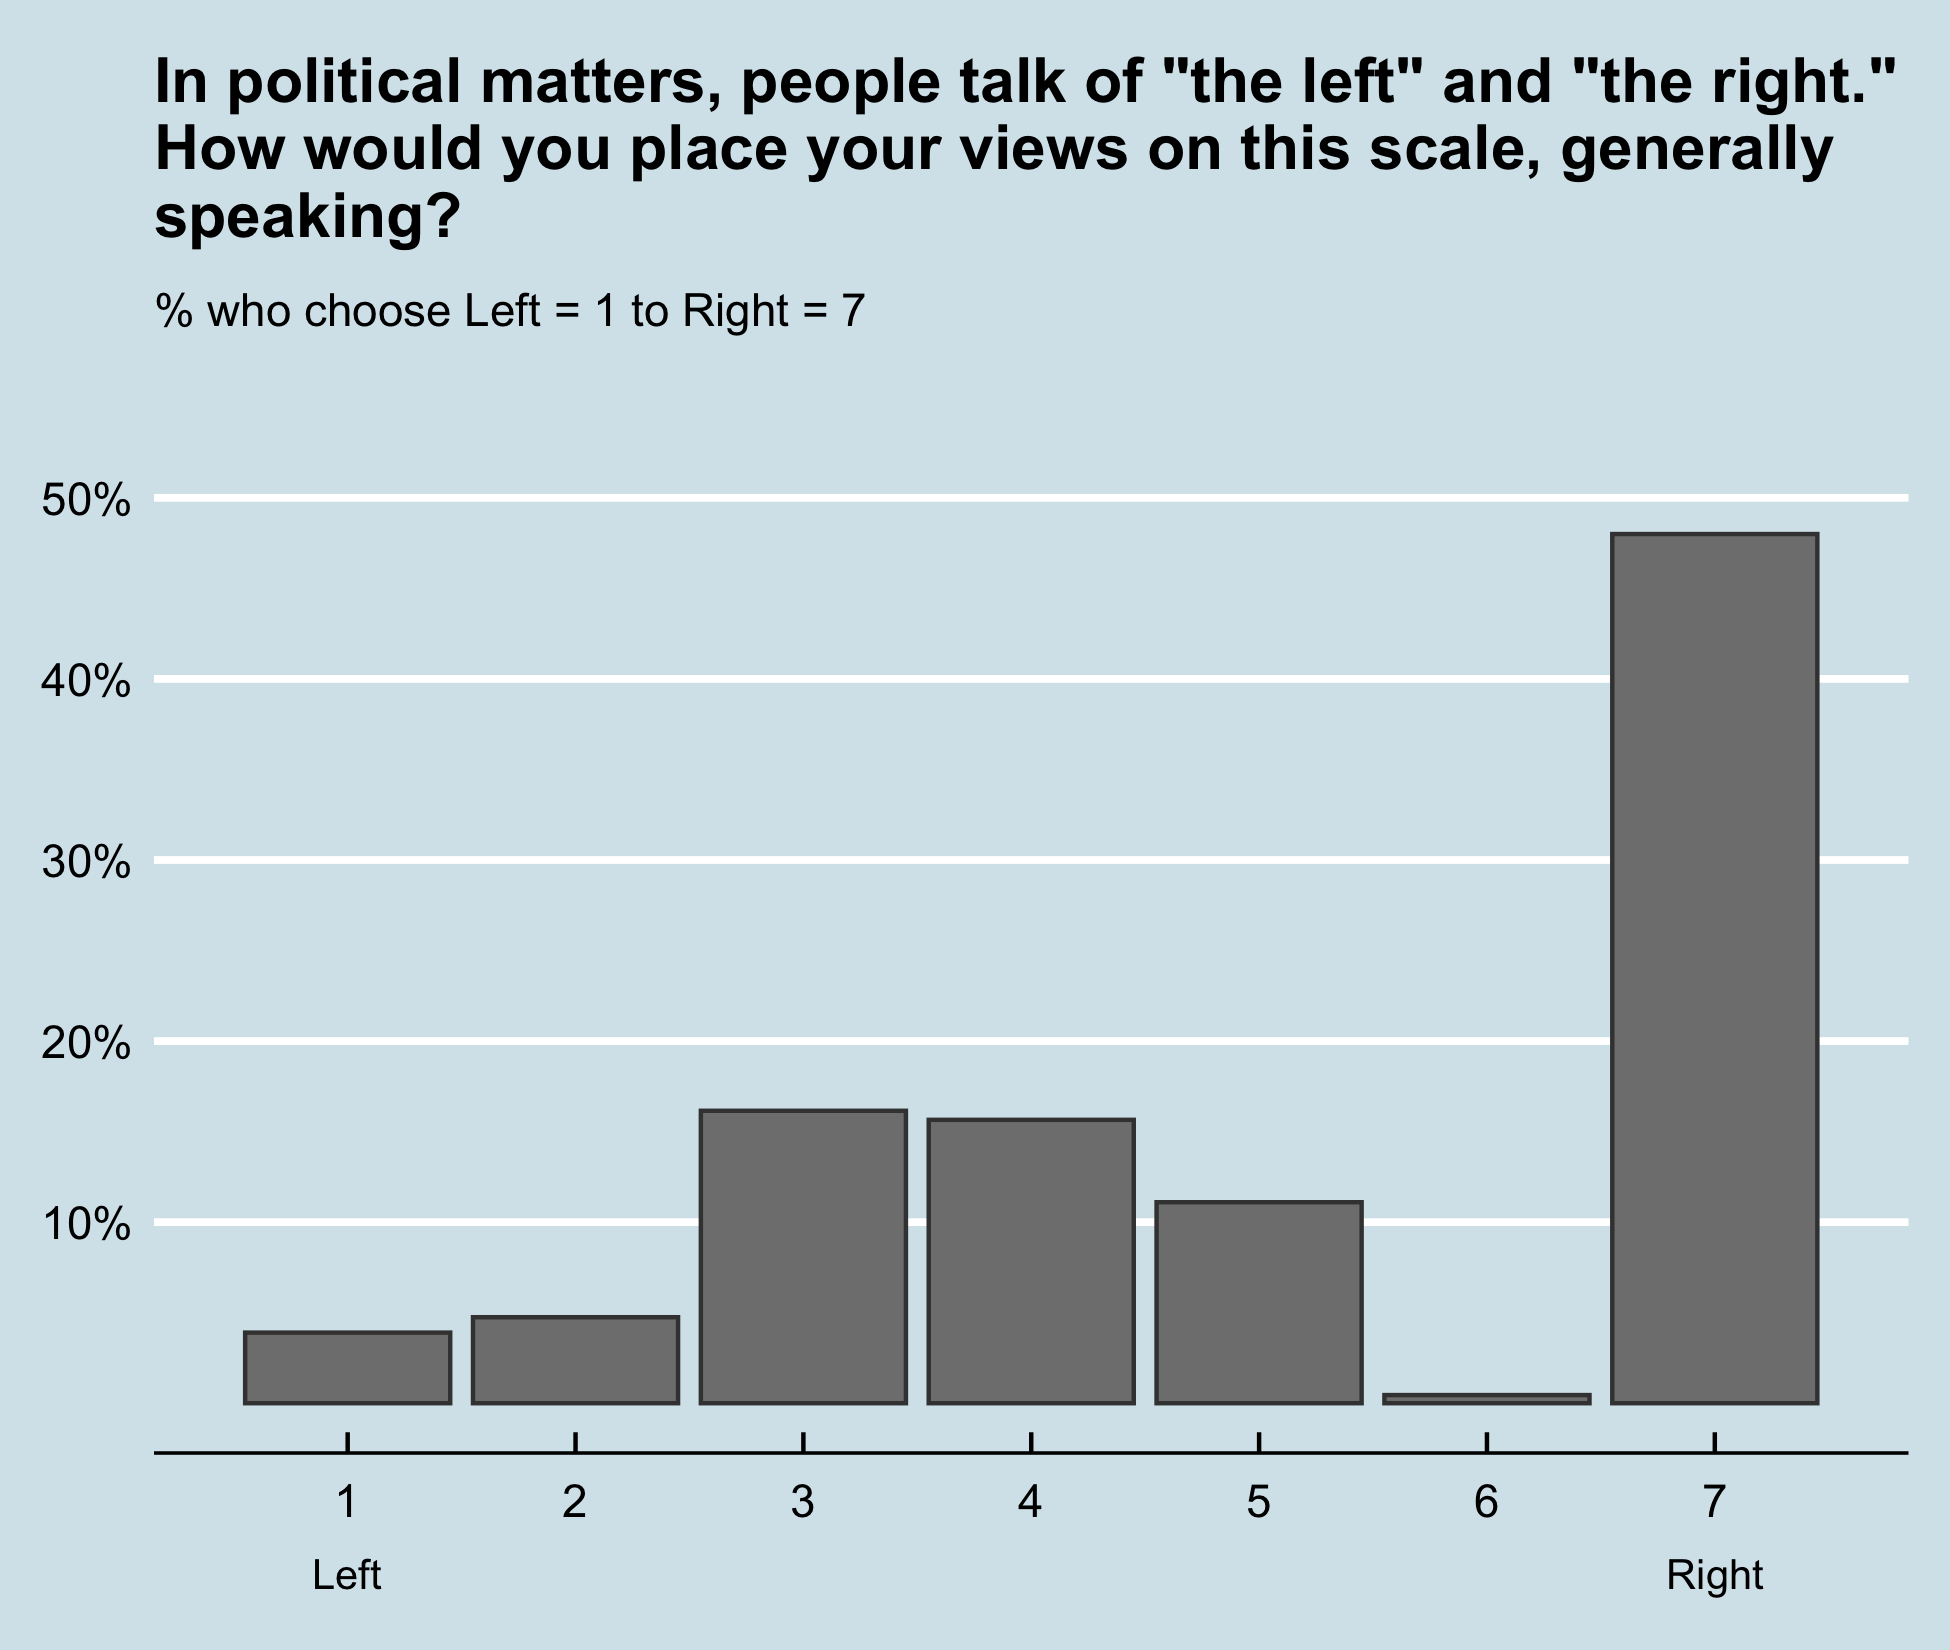 In political matters, people talk of "the left" and "the right."
How would you place your views on this scale, generally
speaking?
% who choose Left = 1 to Right = 7
50%
40%
30%
20%
10%
1 2 3 4 5 6 7
Left Right